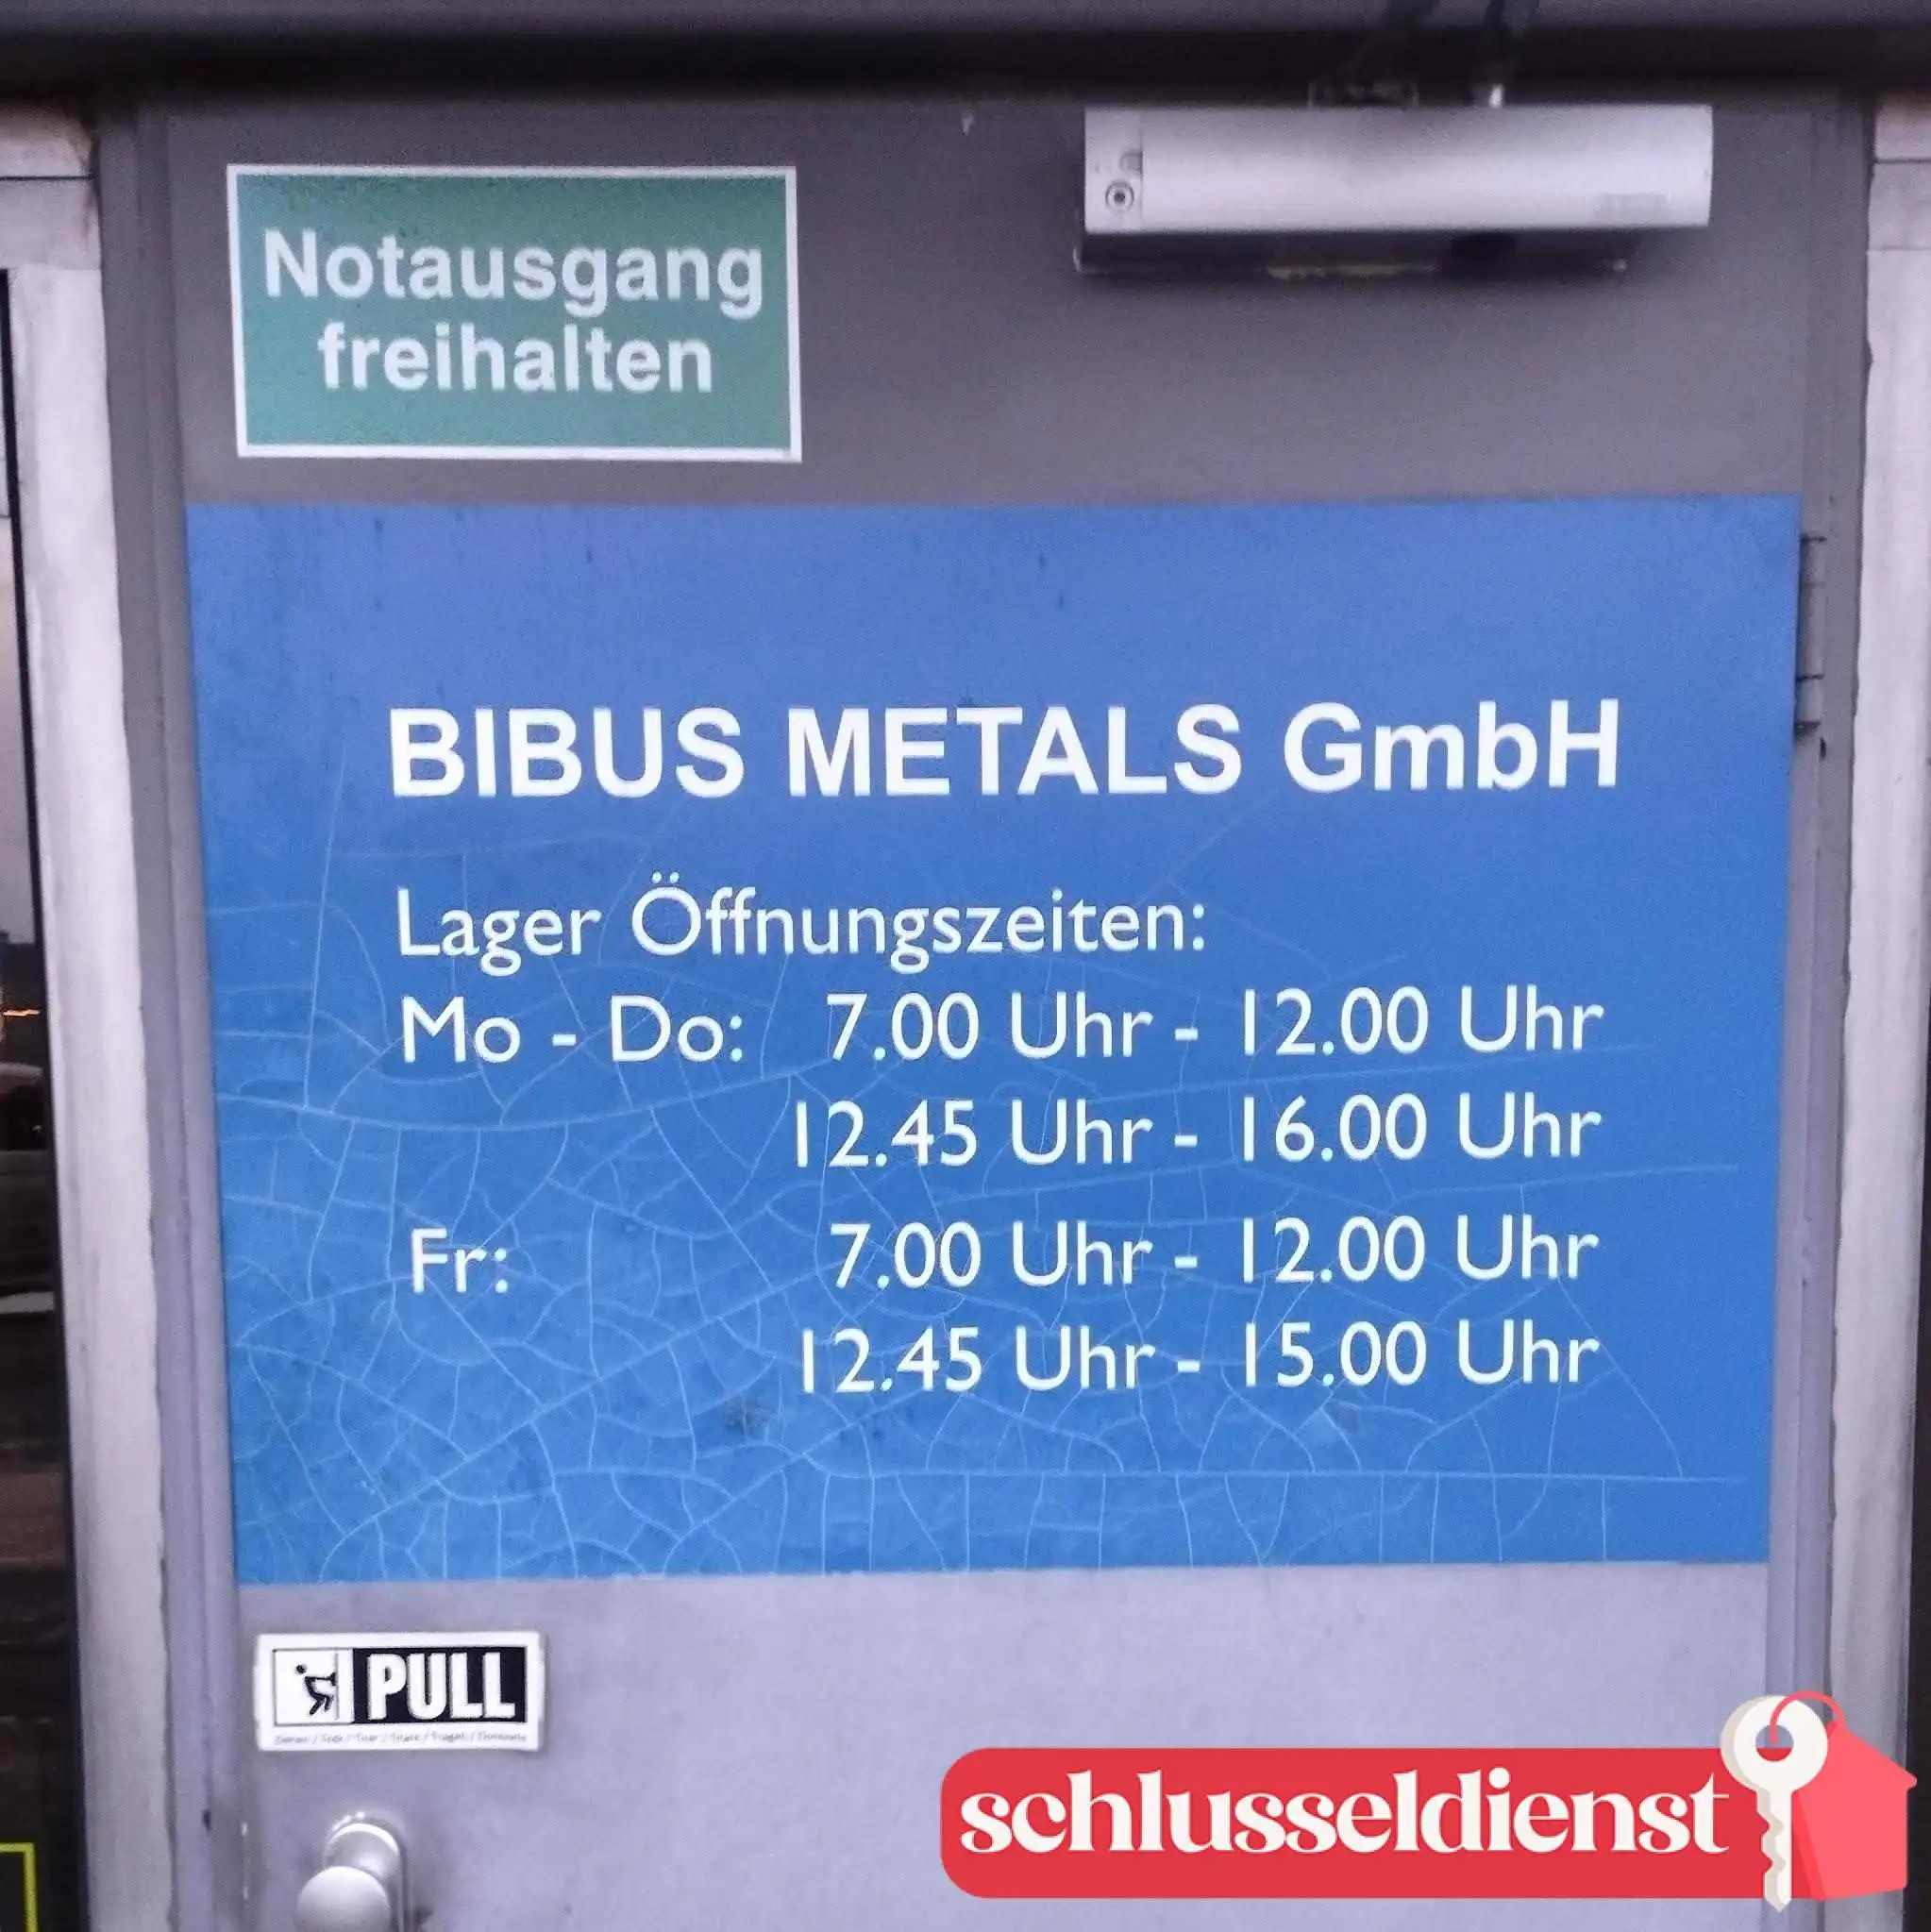 Notausgang
freihalten
BIBUS METALS GmbH
Lager Öffnungszeiten:
Mo - Do: 7.00 Uhr - 12.00 Uhr
12.45 Uhr - 16.00 Uhr
Fr: 7.00 Uhr - 12.00 Uhr
12.45 Uhr - 15.00 Uhr
PULL
schlusseldienst